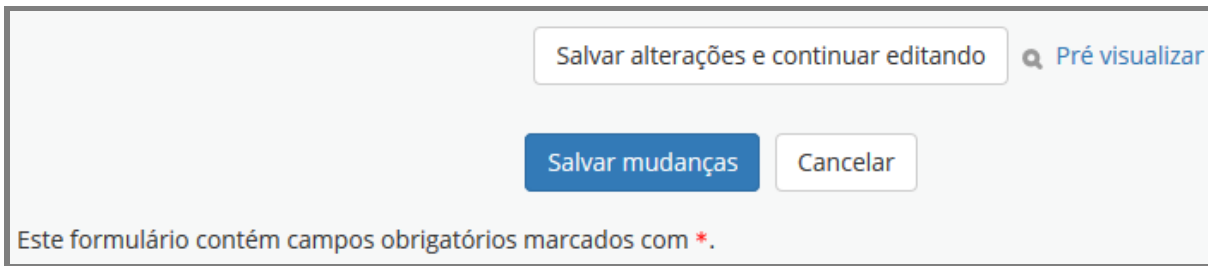 Salvar alterações e continuar editando Pré visualizar
Salvar mudanças Cancelar
Este formulário contém campos obrigatórios marcados com *.